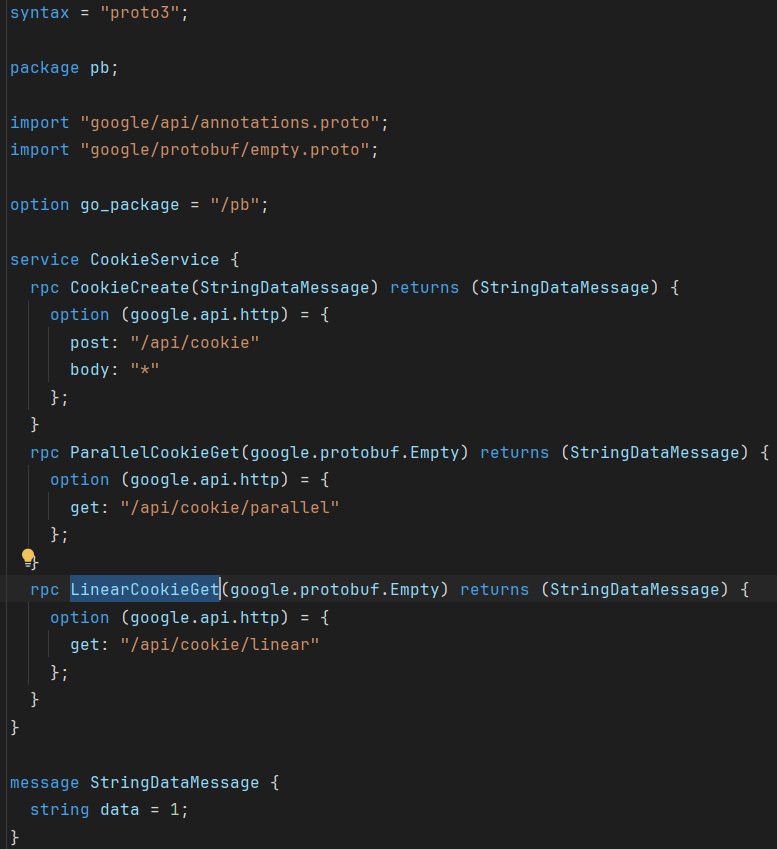 syntax = "proto3";
package pb;
import "google/api/annotations.proto";
import "google/protobuf/empty.proto";
option go_package = "/pb";
service CookieService {
  rpc CookieCreate(StringDataMessage) returns (StringDataMessage) {
    option (google.api.http) = {
      post: "/api/cookie"
      body: "*"
    };
  }
  rpc ParallelCookieGet(google.protobuf.Empty) returns (StringDataMessage) {
    option (google.api.http) = {
      get: "/api/cookie/parallel"
    };
  }
  rpc LinearCookieGet(google.protobuf.Empty) returns (StringDataMessage) {
    option (google.api.http) = {
      get: "/api/cookie/linear"
    };
  }
}
message StringDataMessage {
  string data = 1;
}